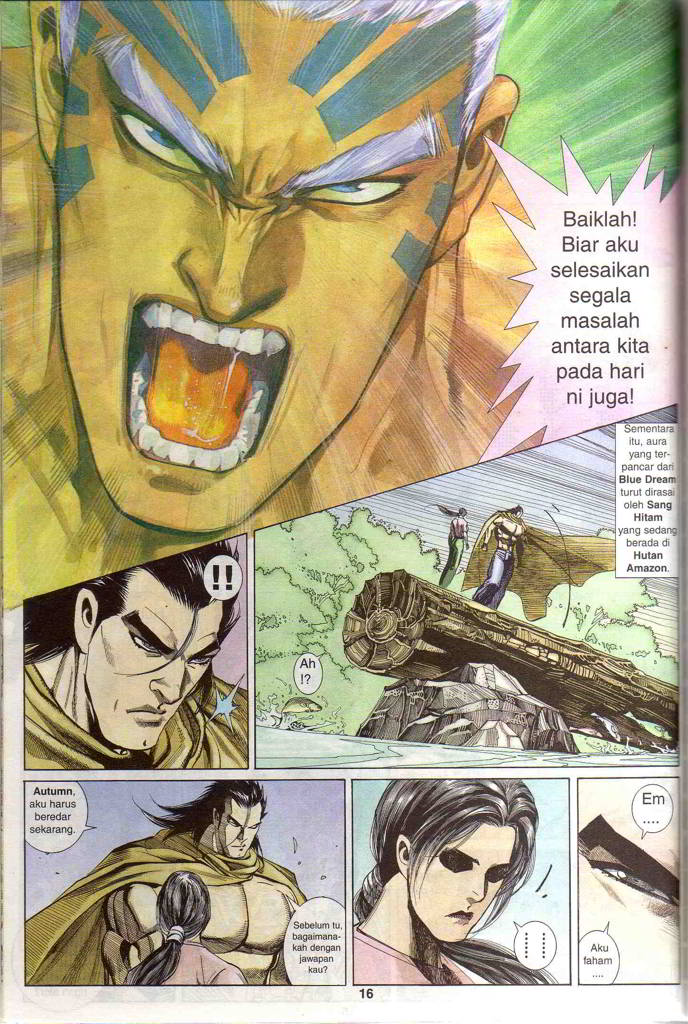 Baiklah!
Biar aku
selesaikan
segala
masalah
antara kita
pada hari
ni juga!
Sementara
itu, aura
yang ter-
pancar dari
Blue Dream
turut dirasai
oleh Sang
Hitam
yang sedang
berada di
Hutan
Amazon.
!!
Ah
!?
Autumn,
aku harus
beredar
sekarang.
Sebelum tu,
bagaimana-
kah dengan
jawapan
kau?
Em
....
Aku
faham
....
16